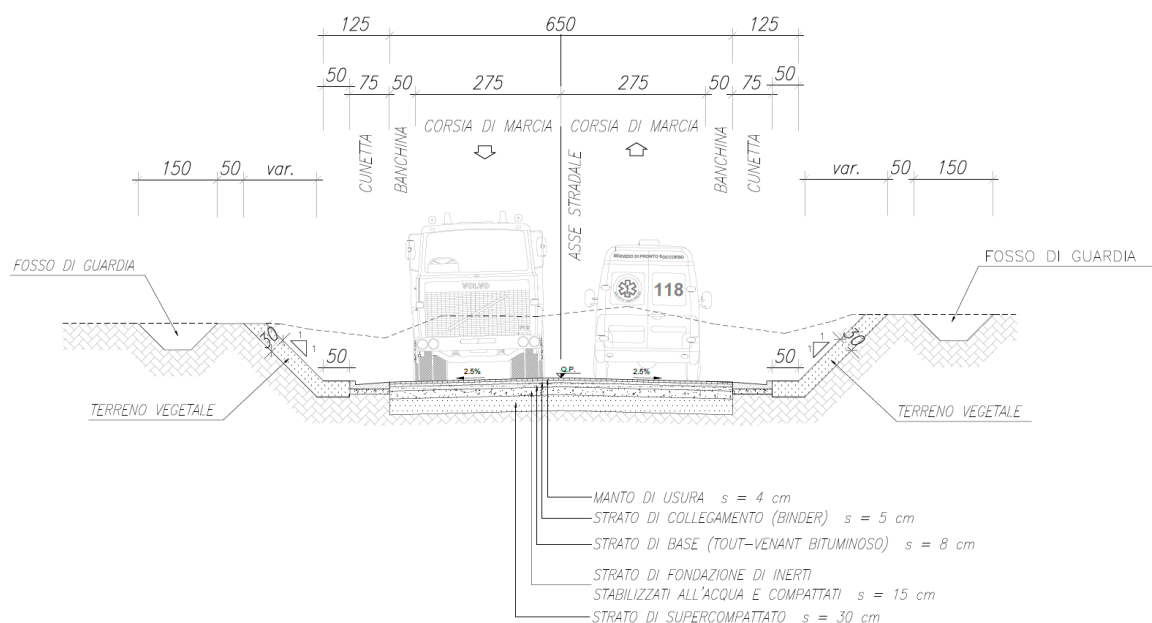 125 650 125
50 75 50 275 275 50 75 50
CORSIA DI MARCIA CORSIA DI MARCIA
CUNETTA
BANCHINA
ASSE STRADALE
BANCHINA
CUNETTA
150 50 var.
var. 50 150
FOSSO DI GUARDIA
FOSSO DI GUARDIA
SERVIZIO DI PRONTO SOCCORSO
118
VOLVO
F10
1
1
30
1
1
30
50
50
2.5%
Q.P.
2.5%
TERRENO VEGETALE
TERRENO VEGETALE
MANTO DI USURA s = 4 cm
STRATO DI COLLEGAMENTO (BINDER) s = 5 cm
STRATO DI BASE (TOUT-VENANT BITUMINOSO) s = 8 cm
STRATO DI FONDAZIONE DI INERTI
STABILIZZATI ALL'ACQUA E COMPATTATI s = 15 cm
STRATO DI SUPERCOMPATTATO s = 30 cm